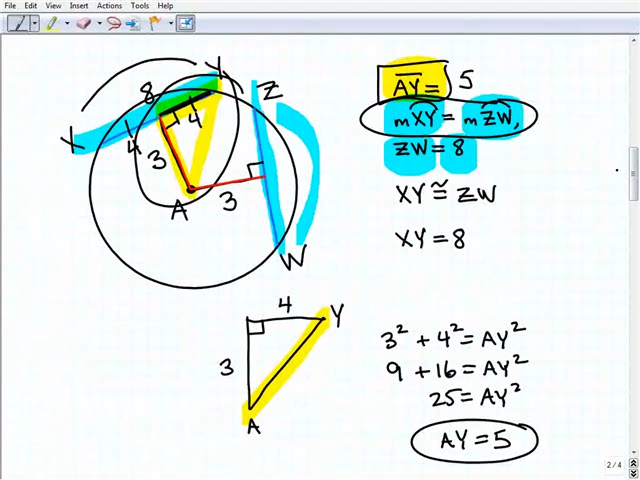 File Edit View Insert Actions Tools Help
X 8 Y Z
4 4
3
A 3
W
AY = 5
mXY = mZW,
ZW = 8
XY ≅ ZW
XY = 8
4 Y
3
A
3² + 4² = AY²
9 + 16 = AY²
25 = AY²
AY = 5
2 / 4